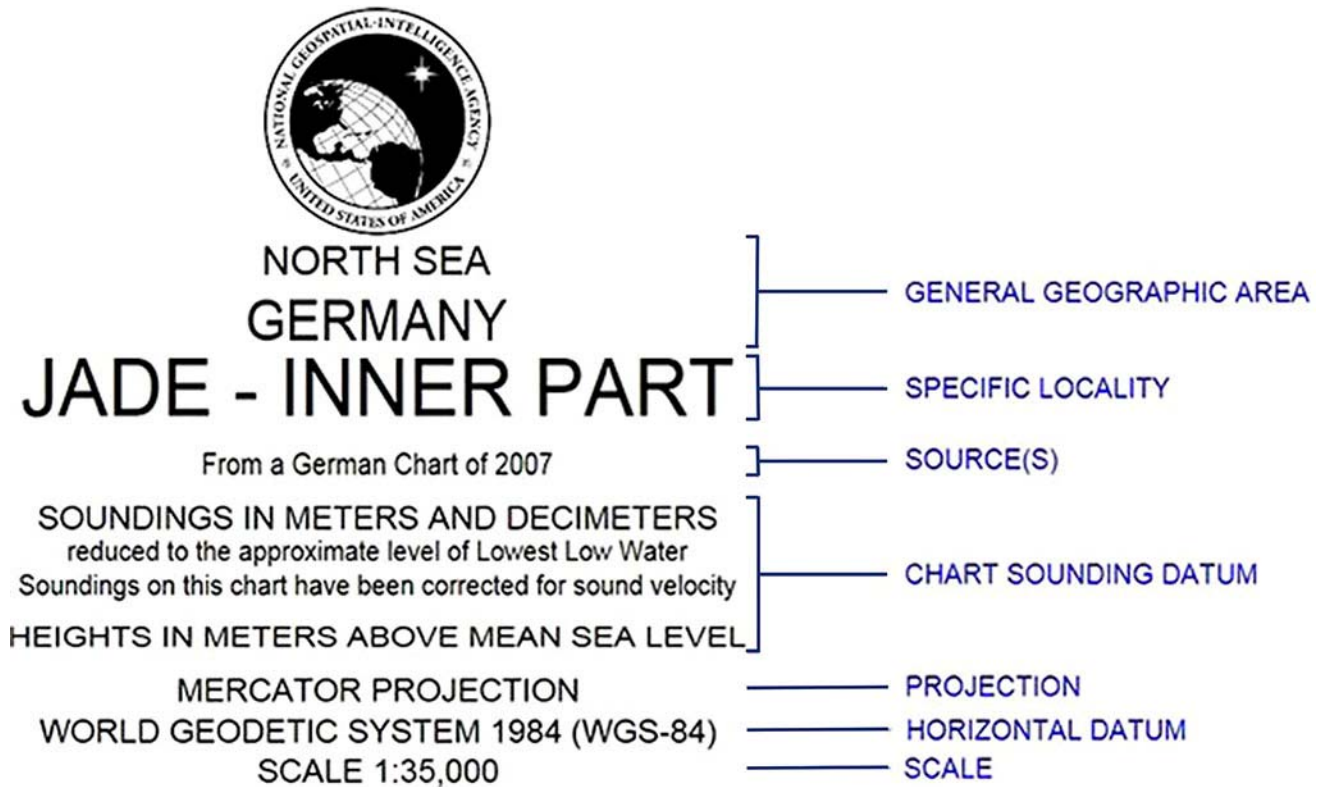 NATIONAL GEOSPATIAL-INTELLIGENCE AGENCY
UNITED STATES OF AMERICA
NORTH SEA
GERMANY
GENERAL GEOGRAPHIC AREA
JADE - INNER PART
SPECIFIC LOCALITY
From a German Chart of 2007
SOURCE(S)
SOUNDINGS IN METERS AND DECIMETERS
reduced to the approximate level of Lowest Low Water
Soundings on this chart have been corrected for sound velocity
HEIGHTS IN METERS ABOVE MEAN SEA LEVEL
CHART SOUNDING DATUM
MERCATOR PROJECTION
PROJECTION
WORLD GEODETIC SYSTEM 1984 (WGS-84)
HORIZONTAL DATUM
SCALE 1:35,000
SCALE